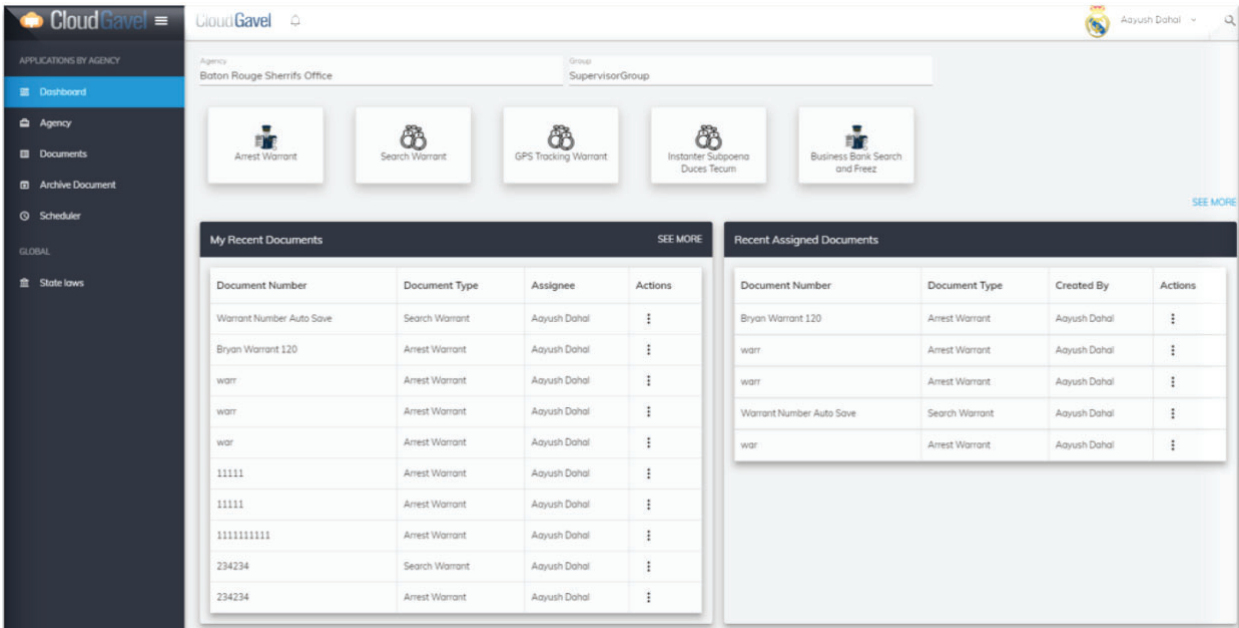 CloudGavel CloudGavel Aayush Dahal
APPLICATIONS BY AGENCY
Dashboard
Agency
Documents
Archive Document
Scheduler
GLOBAL
State laws
Agency Group
Baton Rouge Sherrifs Office SupervisorGroup
Arrest Warrant
Search Warrant
GPS Tracking Warrant
Instanter Subpoena
Duces Tecum
Business Bank Search
and Freez
SEE MORE
My Recent Documents SEE MORE
Document Number Document Type Assignee Actions
Warrant Number Auto Save Search Warrant Aayush Dahal
Bryan Warrant 120 Arrest Warrant Aayush Dahal
warr Arrest Warrant Aayush Dahal
warr Arrest Warrant Aayush Dahal
war Arrest Warrant Aayush Dahal
11111 Arrest Warrant Aayush Dahal
11111 Arrest Warrant Aayush Dahal
1111111111 Arrest Warrant Aayush Dahal
234234 Search Warrant Aayush Dahal
234234 Arrest Warrant Aayush Dahal
Recent Assigned Documents
Document Number Document Type Created By Actions
Bryan Warrant 120 Arrest Warrant Aayush Dahal
warr Arrest Warrant Aayush Dahal
warr Arrest Warrant Aayush Dahal
Warrant Number Auto Save Search Warrant Aayush Dahal
war Arrest Warrant Aayush Dahal